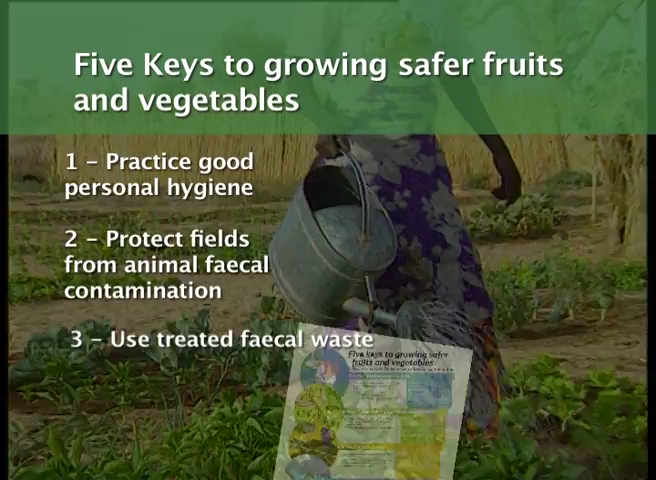 Five Keys to growing safer fruits
and vegetables
1 – Practice good
personal hygiene
2 – Protect fields
from animal faecal
contamination
3 – Use treated faecal waste
Five keys to growing safer
fruits and vegetables